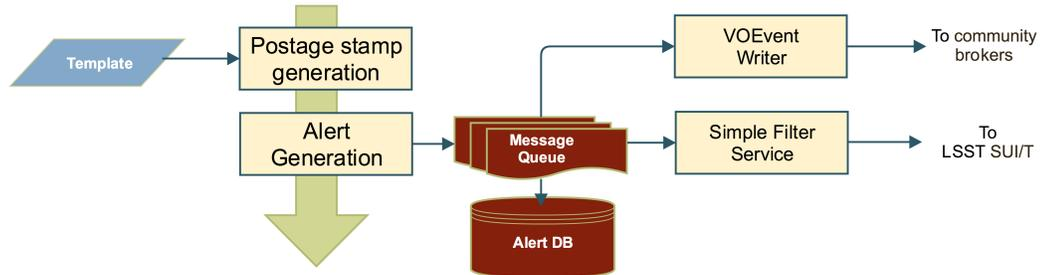 Template
Postage stamp
generation
Alert
Generation
Message
Queue
Alert DB
VOEvent
Writer
To community
brokers
Simple Filter
Service
To
LSST SUI/T